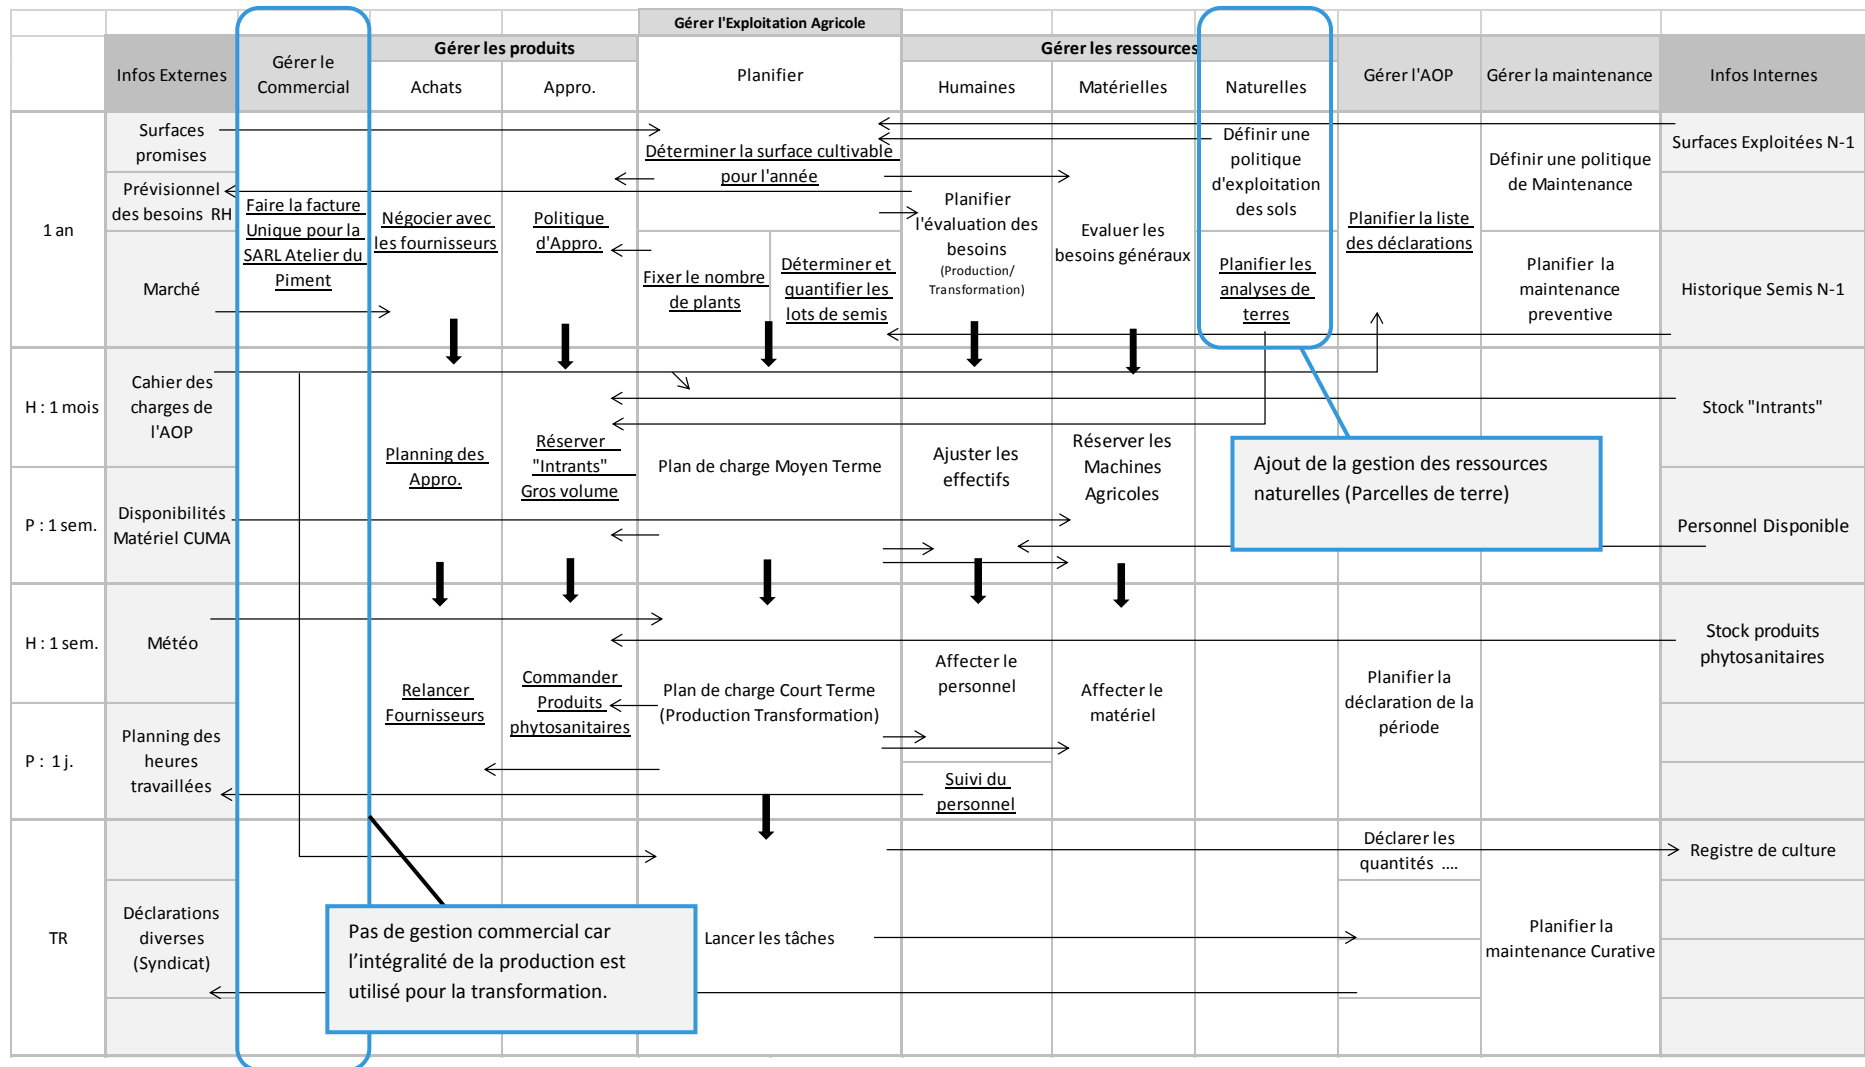 Gérer l'Exploitation Agricole
Infos Externes
Gérer le
Commercial
Gérer les produits
Achats
Appro.
Planifier
Gérer les ressources
Humaines
Matérielles
Naturelles
Gérer l'AOP
Gérer la maintenance
Infos Internes
1 an
Surfaces
promises
Prévisionnel
des besoins RH
Marché
Faire la facture
Unique pour la
SARL Atelier du
Piment
Négocier avec
les fournisseurs
Politique
d'Appro.
Déterminer la surface cultivable
pour l'année
Fixer le nombre
de plants
Déterminer et
quantifier les
lots de semis
Planifier
l'évaluation des
besoins
(Production/
Transformation)
Evaluer les
besoins généraux
Définir une
politique
d'exploitation
des sols
Planifier les
analyses de
terres
Planifier la liste
des déclarations
Définir une politique
de Maintenance
Planifier la
maintenance
preventive
Surfaces Exploitées N-1
Historique Semis N-1
H : 1 mois
P : 1 sem.
Cahier des
charges de
l'AOP
Disponibilités
Matériel CUMA
Planning des
Appro.
Réserver
"Intrants"
Gros volume
Plan de charge Moyen Terme
Ajuster les
effectifs
Réserver les
Machines
Agricoles
Ajout de la gestion des ressources
naturelles (Parcelles de terre)
Stock "Intrants"
Personnel Disponible
H : 1 sem.
P : 1 j.
Météo
Planning des
heures
travaillées
Relancer
Fournisseurs
Commander
Produits
phytosanitaires
Plan de charge Court Terme
(Production Transformation)
Affecter le
personnel
Suivi du
personnel
Affecter le
matériel
Planifier la
déclaration de la
période
Stock produits
phytosanitaires
TR
Déclarations
diverses
(Syndicat)
Pas de gestion commercial car
l'intégralité de la production est
utilisé pour la transformation.
Lancer les tâches
Déclarer les
quantités ....
Planifier la
maintenance Curative
Registre de culture